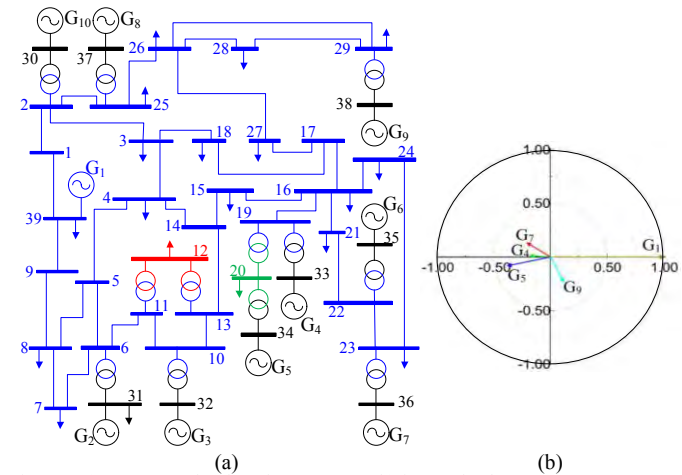 G10 G8
26 28 29
30 37
2 25
38
3 18 27 17 24
G9
1
G1
15 16
G6
4
39 14 19 21 35
12
9 5 20 33 22
11 13 G4
34
8 6 10 23
G5
7 31 32 36
G2 G3 G7
(a)
1.00
0.50
G7
G4 G1
-1.00 -0.50 0.50 1.00
G5 G9
-0.50
-1.00
(b)